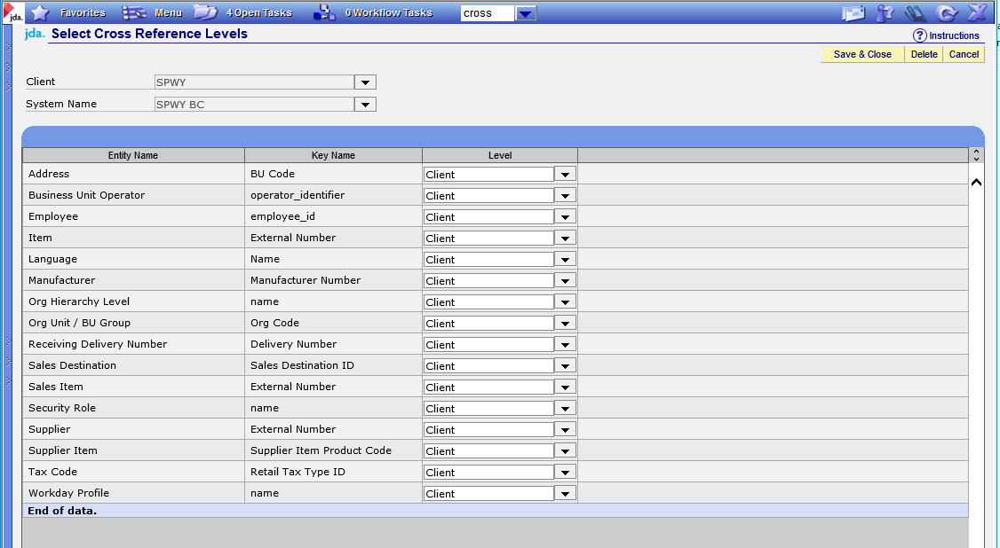 jda. Favorites Menu 4 Open Tasks 0 Workflow Tasks cross
jda. Select Cross Reference Levels Instructions
Save & Close Delete Cancel
Client SPWY
System Name SPWY BC
Entity Name Key Name Level
Address BU Code Client
Business Unit Operator operator_identifier Client
Employee employee_id Client
Item External Number Client
Language Name Client
Manufacturer Manufacturer Number Client
Org Hierarchy Level name Client
Org Unit / BU Group Org Code Client
Receiving Delivery Number Delivery Number Client
Sales Destination Sales Destination ID Client
Sales Item External Number Client
Security Role name Client
Supplier External Number Client
Supplier Item Supplier Item Product Code Client
Tax Code Retail Tax Type ID Client
Workday Profile name Client
End of data.